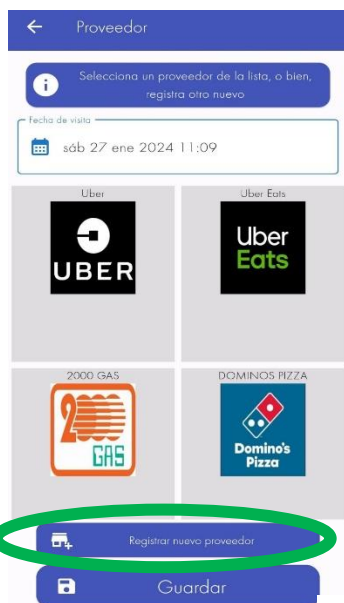 Proveedor
Selecciona un proveedor de la lista, o bien,
registra otro nuevo
Fecha de visita
sáb 27 ene 2024 11:09
Uber
Uber Eats
UBER
Uber
Eats
2000 GAS
DOMINOS PIZZA
2000
GAS
Domino's
Pizza
Registrar nuevo proveedor
Guardar